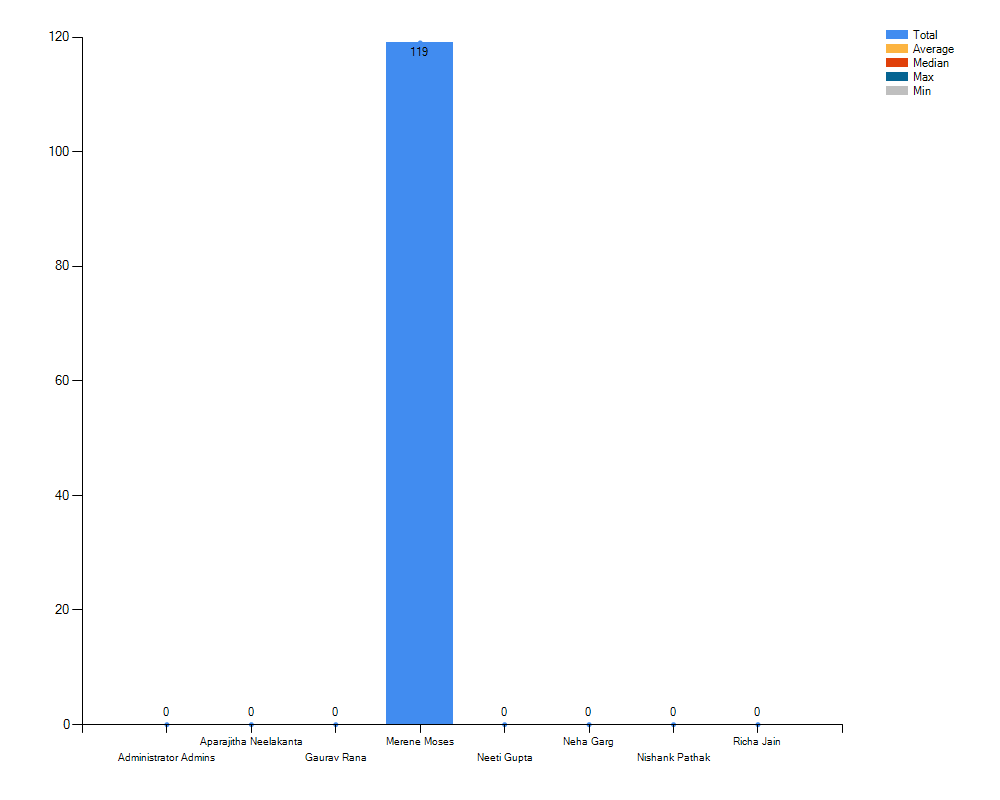 120
100
80
60
40
20
0
119
0 0 0 0 0 0 0
Aparajitha Neelakanta Merene Moses Neha Garg Richa Jain
Administrator Admins Gaurav Rana Neeti Gupta Nishank Pathak
Total
Average
Median
Max
Min